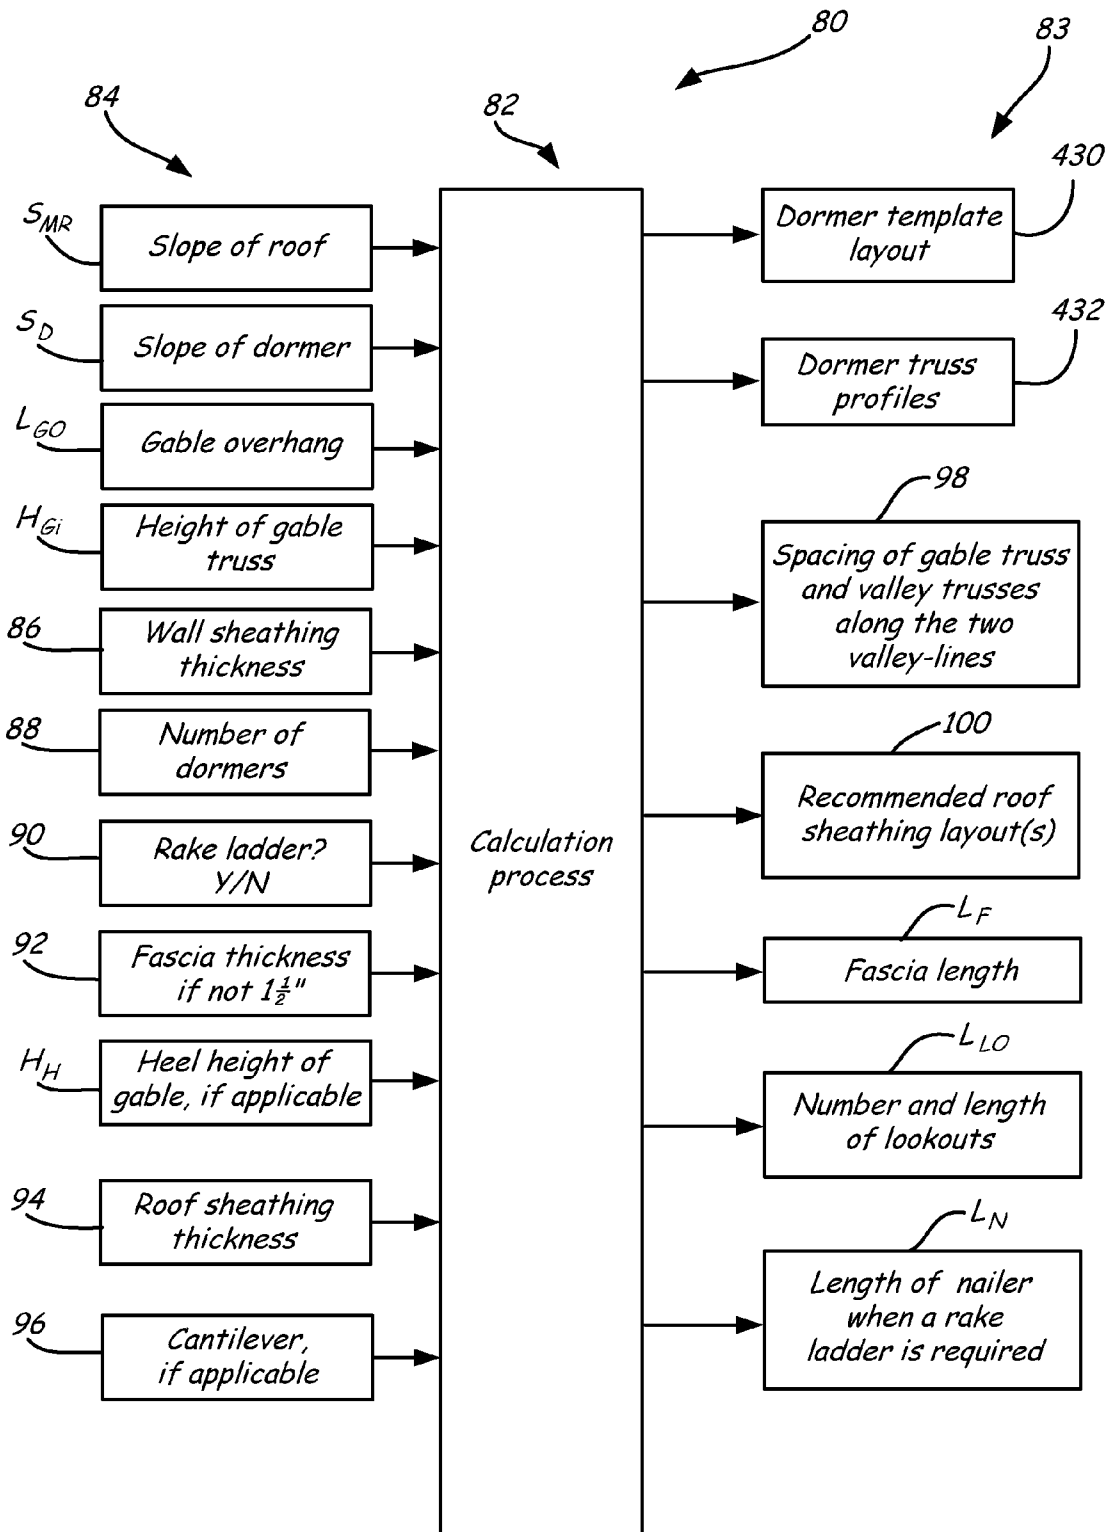 80
83
84
82
430
S_MR
Slope of roof
Dormer template
layout
S_D
Slope of dormer
432
Dormer truss
profiles
L_GO
Gable overhang
H_Gi
Height of gable
truss
98
Spacing of gable truss
and valley trusses
along the two
valley-lines
86
Wall sheathing
thickness
88
Number of
dormers
100
Recommended roof
sheathing layout(s)
90
Rake ladder?
Y/N
Calculation
process
92
Fascia thickness
if not 1½"
L_F
Fascia length
H_H
Heel height of
gable, if applicable
L_LO
Number and length
of lookouts
94
Roof sheathing
thickness
L_N
Length of nailer
when a rake
ladder is required
96
Cantilever,
if applicable